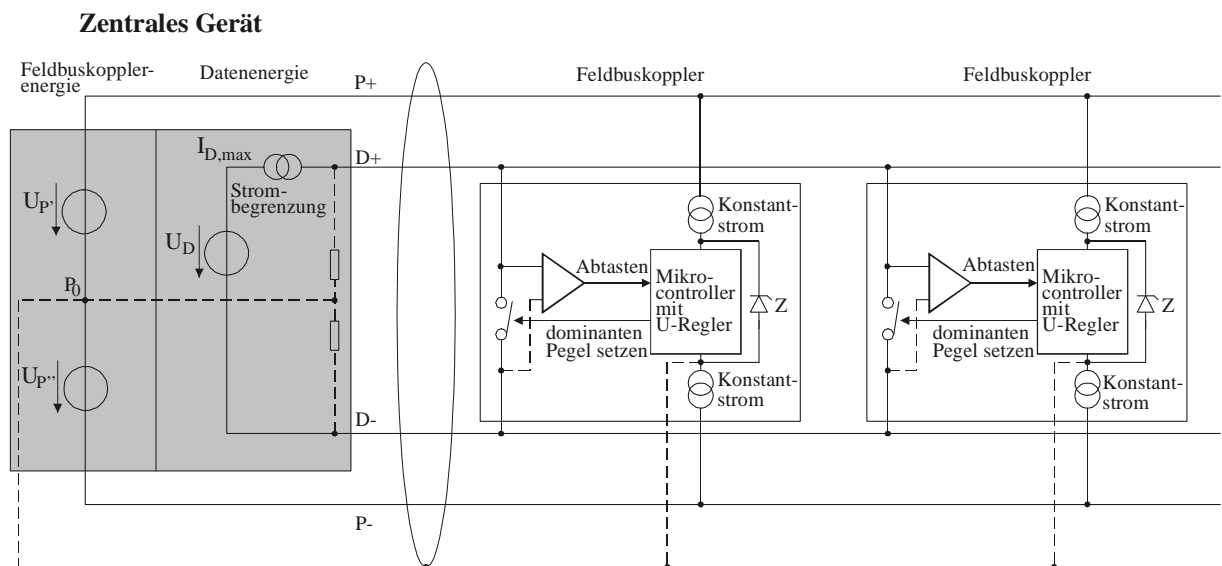 Zentrales Gerät
Feldbuskoppler-
energie
Datenenergie
P+
Feldbuskoppler
Feldbuskoppler
I_D,max
D+
Strom-
begrenzung
U_P'
U_D
P_0
U_P''
D-
P-
Konstant-
strom
Abtasten
Mikro-
controller
mit
U-Regler
Z
dominanten
Pegel setzen
Konstant-
strom
Konstant-
strom
Abtasten
Mikro-
controller
mit
U-Regler
Z
dominanten
Pegel setzen
Konstant-
strom